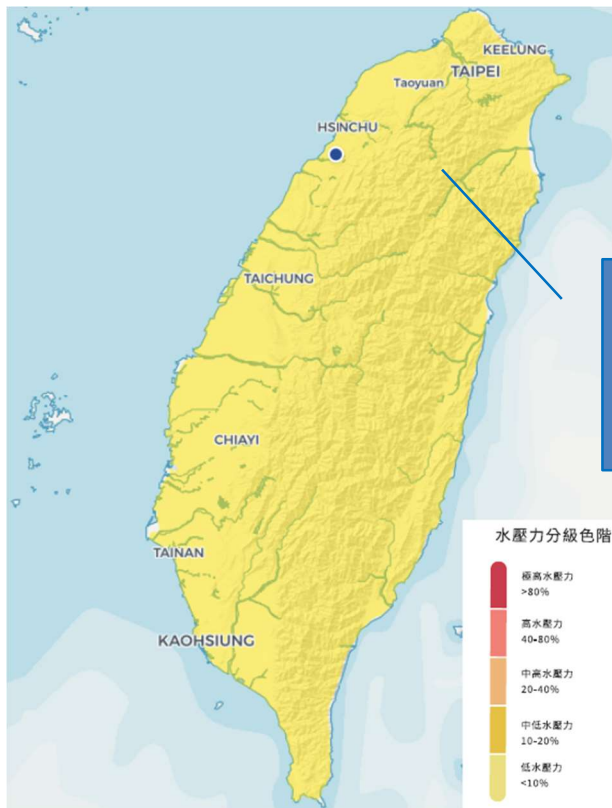 KEELUNG
TAIPEI
Taoyuan
HSINCHU
TAICHUNG
CHIAYI
TAINAN
KAOHSIUNG
水壓力分級色階
極高水壓力
>80%
高水壓力
40-80%
中高水壓力
20-40%
中低水壓力
10-20%
低水壓力
<10%